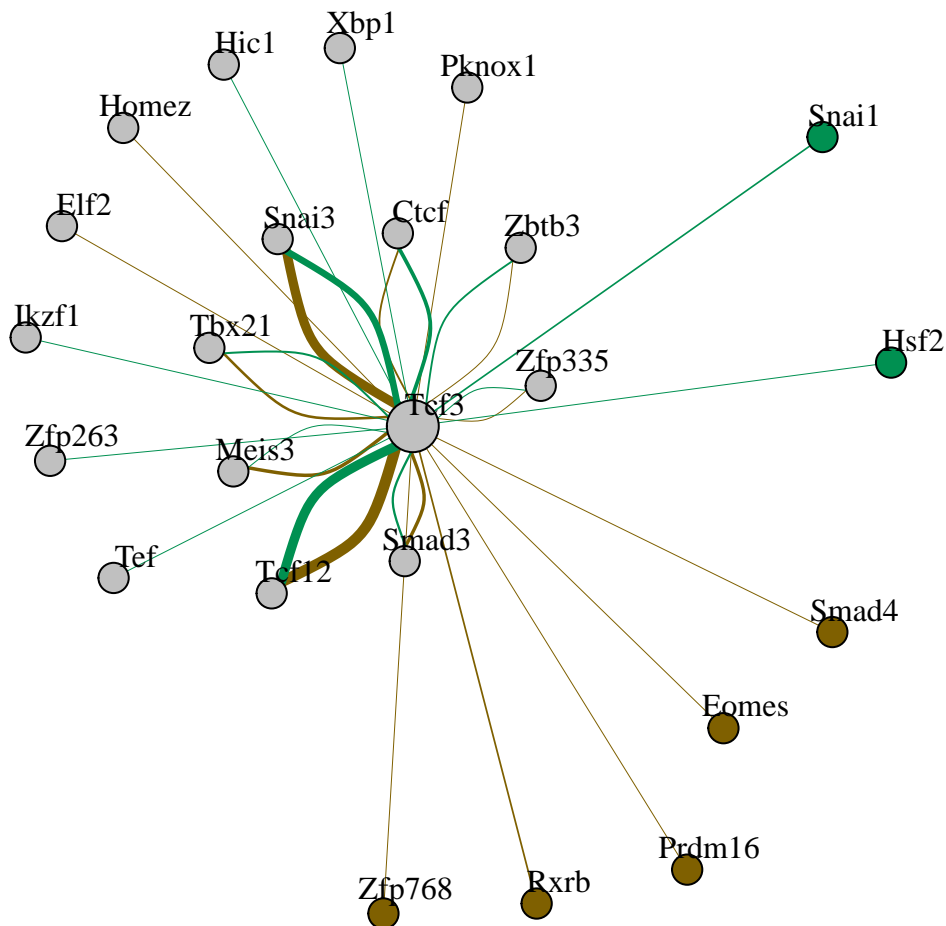 Xbp1
Hic1
Pknox1
Homez
Snai1
Elf2
Snai3
Ctcf
Zbtb3
Ikzf1
Tbx21
Hsf2
Zfp335
Tcf3
Zfp263
Meis3
Smad3
Tef
Tcf12
Smad4
Eomes
Prdm16
Zfp768
Rxrb